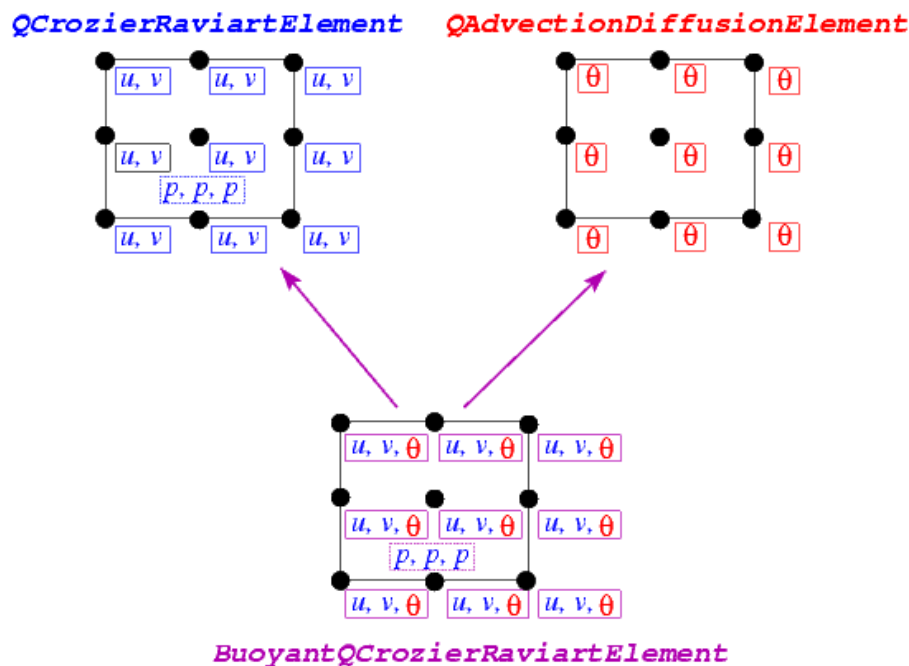 QCrozierRaviartElement QAdvectionDiffusionElement
u, v u, v u, v θ θ θ
u, v u, v u, v θ θ θ
p, p, p
u, v u, v u, v θ θ θ
u, v, θ u, v, θ u, v, θ
u, v, θ u, v, θ u, v, θ
p, p, p
u, v, θ u, v, θ u, v, θ
BuoyantQCrozierRaviartElement